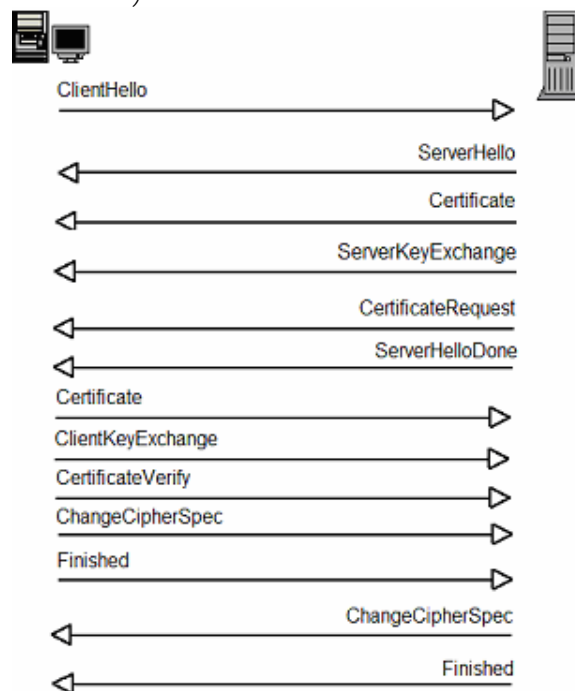 ClientHello
ServerHello
Certificate
ServerKeyExchange
CertificateRequest
ServerHelloDone
Certificate
ClientKeyExchange
CertificateVerify
ChangeCipherSpec
Finished
ChangeCipherSpec
Finished